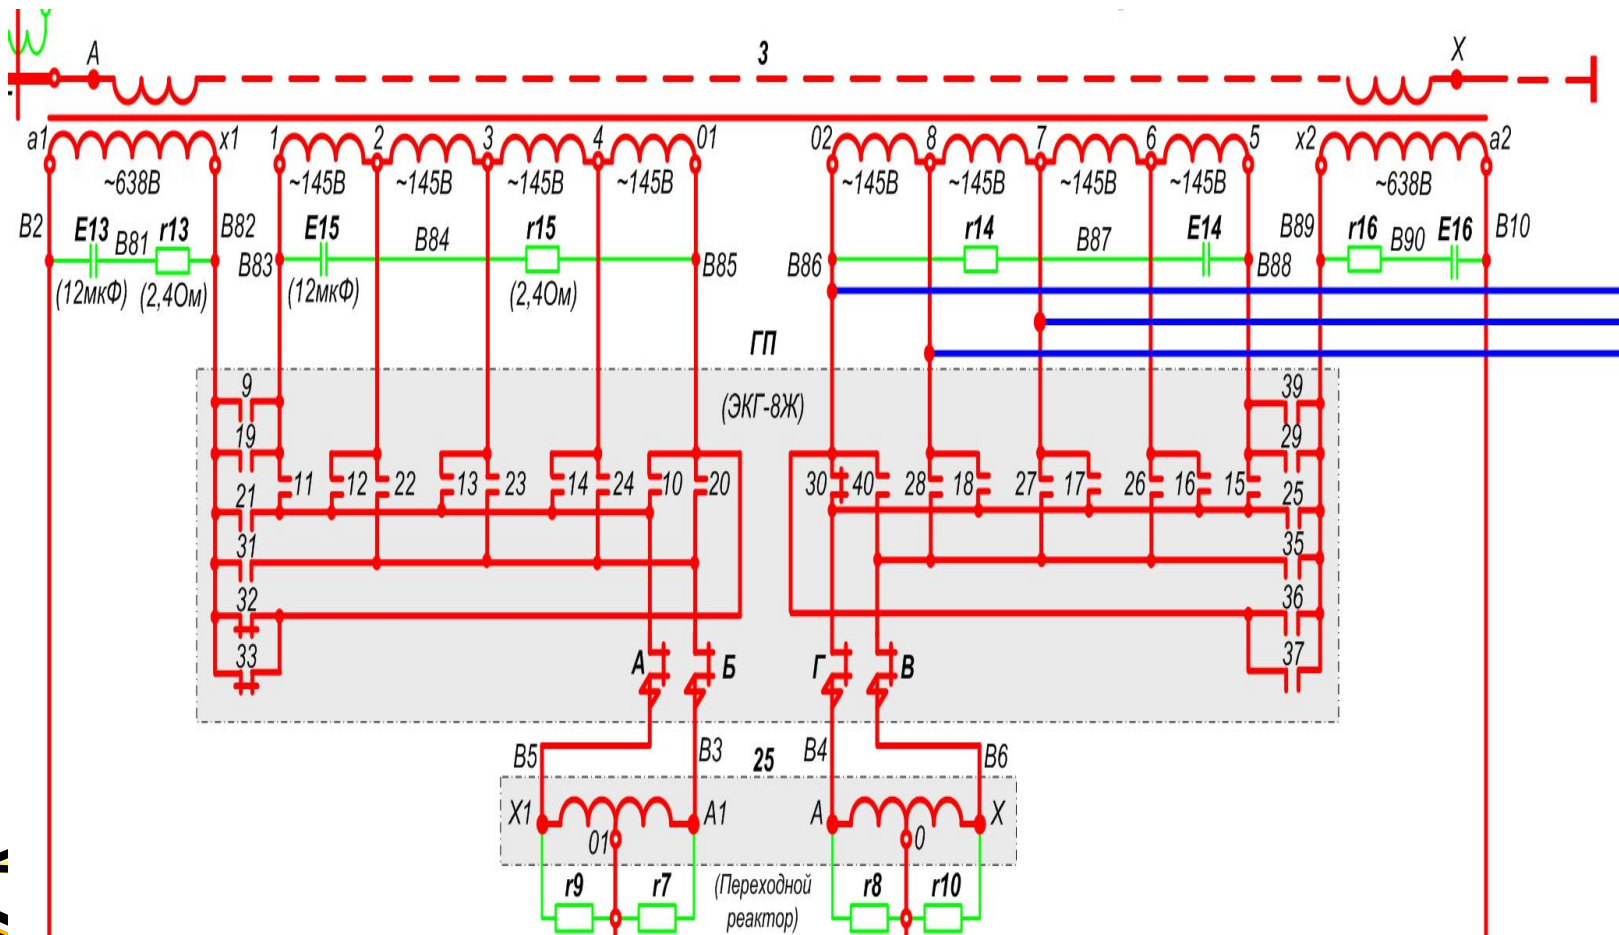 А 3 Х
а1 х1 1 2 3 4 01 02 8 7 6 5 х2 а2
~638В ~145В ~145В ~145В ~145В ~145В ~145В ~145В ~145В ~638В
В2 Е13 В81 r13 В82 Е15 В84 r15 r14 В87 Е14 В89 r16 В90 Е16 В10
В83 В85 В86 В88
(12мкФ) (2,4Ом) (12мкФ) (2,4Ом)
ГП
(ЭКГ-8Ж)
9 39
19 29
11 12 22 13 23 14 24 10 20 30 40 28 18 27 17 26 16 15
21 25
31 35
32 36
33 37
А Б Г В
В5 В3 25 В4 В6
Х1 А1 А Х
01 0
r9 r7 (Переходной r8 r10
реактор)